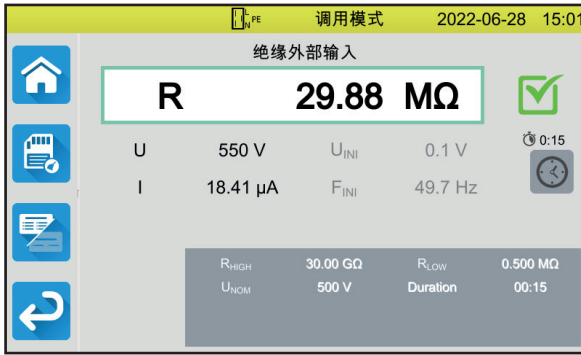 L N PE 调用模式 2022-06-28 15:01
绝缘外部输入
R 29.88 MΩ
0:15
U 550 V UINI 0.1 V
I 18.41 µA FINI 49.7 Hz
RHIGH 30.00 GΩ RLOW 0.500 MΩ
UNOM 500 V Duration 00:15